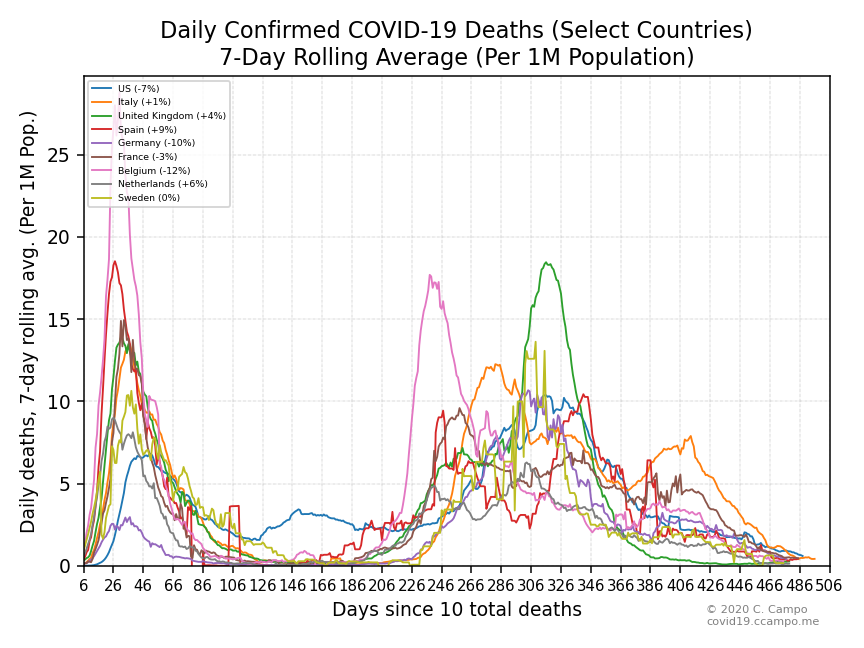 Daily Confirmed COVID-19 Deaths (Select Countries)
7-Day Rolling Average (Per 1M Population)
US (-7%)
Italy (+1%)
United Kingdom (+4%)
Spain (+9%)
Germany (-10%)
France (-3%)
Belgium (-12%)
Netherlands (+6%)
Sweden (0%)
Daily deaths, 7-day rolling avg. (Per 1M Pop.)
25
20
15
10
5
0
6 26 46 66 86 106 126 146 166 186 206 226 246 266 286 306 326 346 366 386 406 426 446 466 486 506
Days since 10 total deaths
© 2020 C. Campo
covid19.ccampo.me